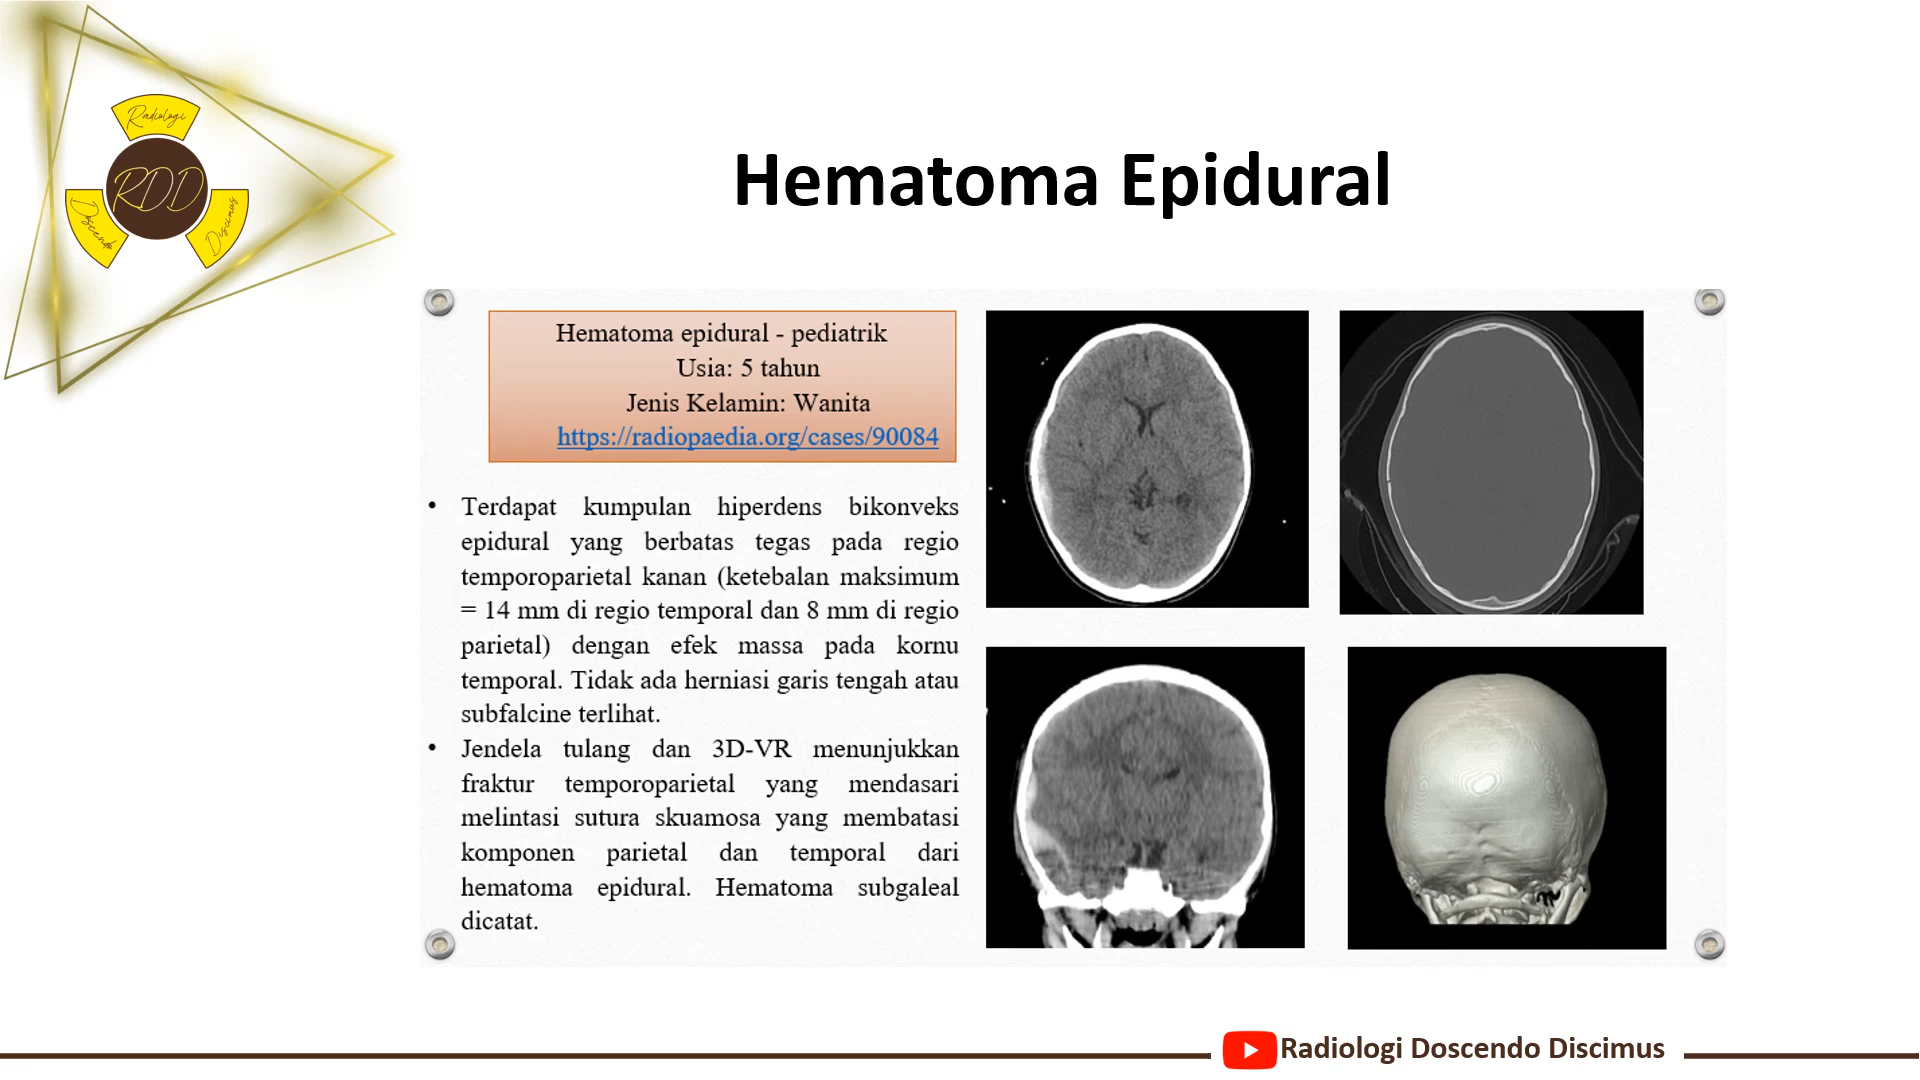 Radiologi
RDD
Doscendo
Discimus
Hematoma Epidural
Hematoma epidural - pediatrik
Usia: 5 tahun
Jenis Kelamin: Wanita
https://radiopaedia.org/cases/90084
• Terdapat kumpulan hiperdens bikonveks
epidural yang berbatas tegas pada regio
temporoparietal kanan (ketebalan maksimum
= 14 mm di regio temporal dan 8 mm di regio
parietal) dengan efek massa pada kornu
temporal. Tidak ada herniasi garis tengah atau
subfalcine terlihat.
• Jendela tulang dan 3D-VR menunjukkan
fraktur temporoparietal yang mendasari
melintasi sutura skuamosa yang membatasi
komponen parietal dan temporal dari
hematoma epidural. Hematoma subgaleal
dicatat.
Radiologi Doscendo Discimus